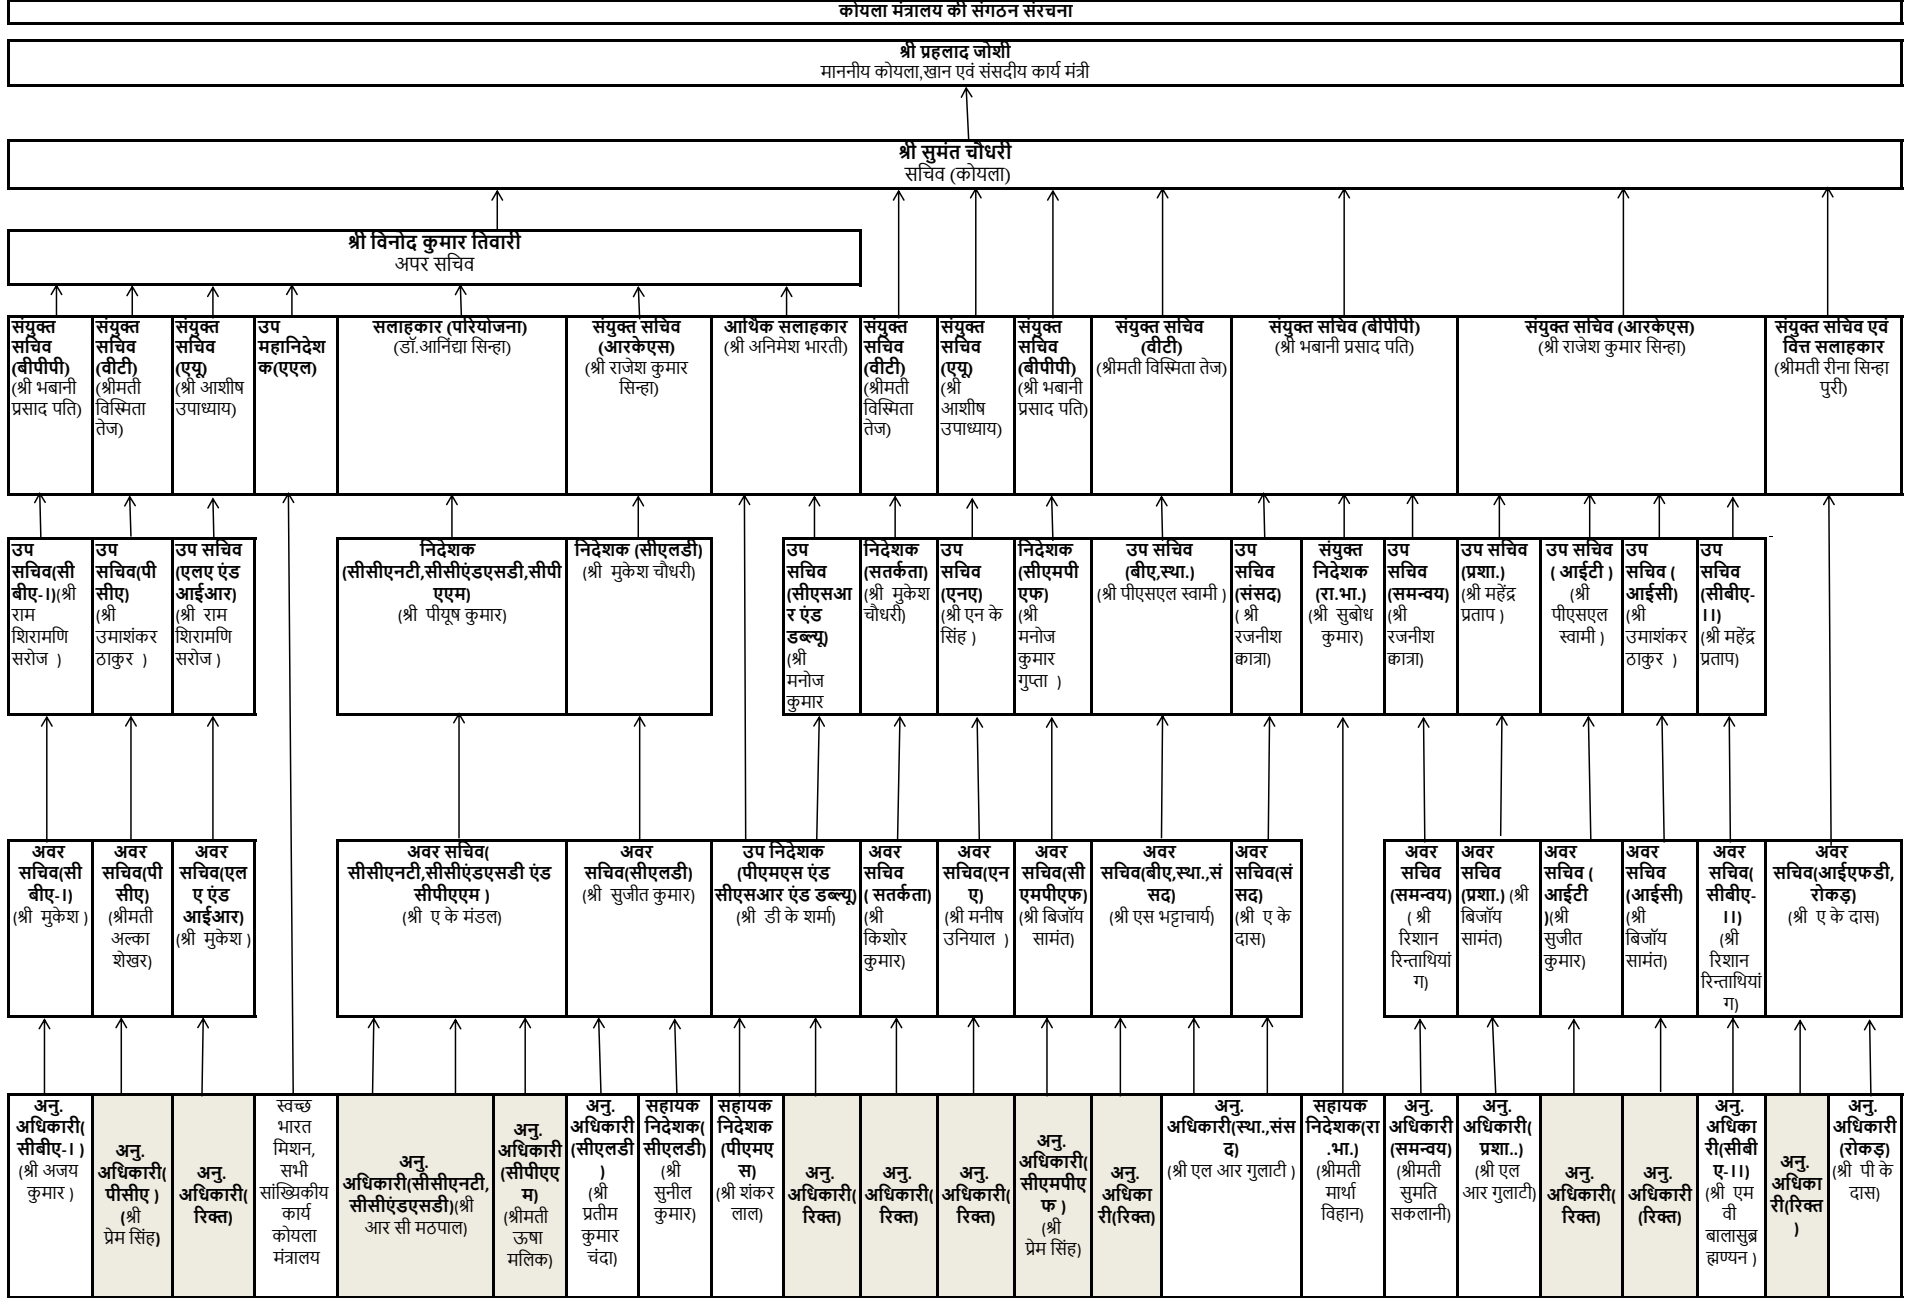 कोयला मंत्रालय की संगठन संरचना
श्री प्रहलाद जोशी
माननीय कोयला,खान एवं संसदीय कार्य मंत्री
श्री सुमंत चौधरी
सचिव (कोयला)
श्री विनोद कुमार तिवारी
अपर सचिव
संयुक्त
सचिव
(बीपीपी)
(श्री भबानी
प्रसाद पति)
संयुक्त
सचिव
(वीटी)
(श्रीमती
विस्मिता
तेज)
संयुक्त
सचिव
(एयू)
(श्री आशीष
उपाध्याय)
उप
महानिदेश
क(एएल)
सलाहकार (परियोजना)
(डॉ.आनिंद्या सिन्हा)
संयुक्त सचिव
(आरकेएस)
(श्री राजेश कुमार
सिन्हा)
आर्थिक सलाहकार
(श्री अनिमेश भारती)
संयुक्त
सचिव
(वीटी)
(श्रीमती
विस्मिता
तेज)
संयुक्त
सचिव
(एयू)
(श्री
आशीष
उपाध्याय)
संयुक्त
सचिव
(बीपीपी)
(श्री भबानी
प्रसाद पति)
संयुक्त सचिव
(वीटी)
(श्रीमती विस्मिता तेज)
संयुक्त सचिव (बीपीपी)
(श्री भबानी प्रसाद पति)
संयुक्त सचिव (आरकेएस)
(श्री राजेश कुमार सिन्हा)
संयुक्त सचिव एवं
वित्त सलाहकार
(श्रीमती रीना सिन्हा
पुरी)
उप
सचिव(सी
बीए-I)(श्री
राम
शिरामणि
सरोज )
उप
सचिव(पी
सीए)
(श्री
उमाशंकर
ठाकुर )
उप सचिव
(एलए एंड
आईआर)
(श्री राम
शिरामणि
सरोज )
निदेशक
(सीसीएनटी,सीसीएंडएसडी,सीपी
एएम)
(श्री पीयूष कुमार)
निदेशक (सीएलडी)
(श्री मुकेश चौधरी)
उप
सचिव
(सीएसआ
र एंड
डब्ल्यू)
(श्री
मनोज
कुमार
निदेशक
(सतर्कता)
(श्री मुकेश
चौधरी)
उप
सचिव
(एनए)
(श्री एन के
सिंह )
निदेशक
(सीएमपी
एफ)
(श्री
मनोज
कुमार
गुप्ता )
उप सचिव
(बीए,स्था.)
(श्री पीएसएल स्वामी )
उप
सचिव
(संसद)
( श्री
रजनीश
कात्रा)
संयुक्त
निदेशक
(रा.भा.)
(श्री सुबोध
कुमार)
उप
सचिव
(समन्वय)
(श्री
रजनीश
कात्रा)
उप सचिव
(प्रशा.)
(श्री महेंद्र
प्रताप )
उप सचिव
( आईटी )
(श्री
पीएसएल
स्वामी )
उप
सचिव (
आईसी)
(श्री
उमाशंकर
ठाकुर )
उप
सचिव
(सीबीए-
II)
(श्री महेंद्र
प्रताप)
अवर
सचिव(सी
बीए-I)
(श्री मुकेश )
अवर
सचिव(पी
सीए)
(श्रीमती
अल्का
शेखर)
अवर
सचिव(एल
ए एंड
आईआर)
(श्री मुकेश )
अवर सचिव(
सीसीएनटी,सीसीएंडएसडी एंड
सीपीएएम )
(श्री ए के मंडल)
अवर
सचिव(सीएलडी)
(श्री सुजीत कुमार)
उप निदेशक
(पीएमएस एंड
सीएसआर एंड डब्ल्यू)
(श्री डी के शर्मा)
अवर
सचिव
( सतर्कता)
(श्री
किशोर
कुमार)
अवर
सचिव(एन
ए)
(श्री मनीष
उनियाल )
अवर
सचिव(सी
एमपीएफ)
(श्री बिजॉय
सामंत)
अवर
सचिव(बीए,स्था.,सं
सद)
(श्री एस भट्टाचार्य)
अवर
सचिव(सं
सद)
(श्री ए के
दास)
अवर
सचिव
(समन्वय)
( श्री
रिशान
रिन्ताथियां
ग)
अवर
सचिव
(प्रशा.) (श्री
बिजॉय
सामंत)
अवर
सचिव (
आईटी
)(श्री
सुजीत
कुमार)
अवर
सचिव
(आईसी)
(श्री
बिजॉय
सामंत)
अवर
सचिव(
सीबीए-
II)
(श्री
रिशान
रिन्ताथियां
ग)
अवर
सचिव(आईएफडी,
रोकड़)
(श्री ए के दास)
अनु.
अधिकारी(
सीबीए-I )
(श्री अजय
कुमार )
अनु.
अधिकारी(
पीसीए )
(श्री
प्रेम सिंह)
अनु.
अधिकारी(
रिक्त)
स्वच्छ
भारत
मिशन,
सभी
सांख्यिकीय
कार्य
कोयला
मंत्रालय
अनु.
अधिकारी(सीसीएनटी,
सीसीएंडएसडी)(श्री
आर सी मठपाल)
अनु.
अधिकारी
(सीपीएए
म)
(श्रीमती
ऊषा
मलिक)
अनु.
अधिकारी
(सीएलडी
)
(श्री
प्रतीम
कुमार
चंदा)
सहायक
निदेशक(
सीएलडी)
(श्री
सुनील
कुमार)
सहायक
निदेशक
(पीएमए
स)
(श्री शंकर
लाल)
अनु.
अधिकारी(
रिक्त)
अनु.
अधिकारी(
रिक्त)
अनु.
अधिकारी(
रिक्त)
अनु.
अधिकारी(
सीएमपीए
फ )
(श्री
प्रेम सिंह)
अनु.
अधिका
री(रिक्त)
अनु.
अधिकारी(स्था.,संस
द)
(श्री एल आर गुलाटी )
सहायक
निदेशक(रा
.भा.)
(श्रीमती
मार्था
विहान)
अनु.
अधिकारी
(समन्वय)
(श्रीमती
सुमति
सकलानी)
अनु.
अधिकारी(
प्रशा..)
(श्री एल
आर गुलाटी)
अनु.
अधिकारी(
रिक्त)
अनु.
अधिकारी
(रिक्त)
अनु.
अधिका
री(सीबी
ए-II)
(श्री एम
वी
बालासुब्र
ह्मण्यन )
अनु.
अधिका
री(रिक्त
)
अनु.
अधिकारी
(रोकड़)
(श्री पी के
दास)